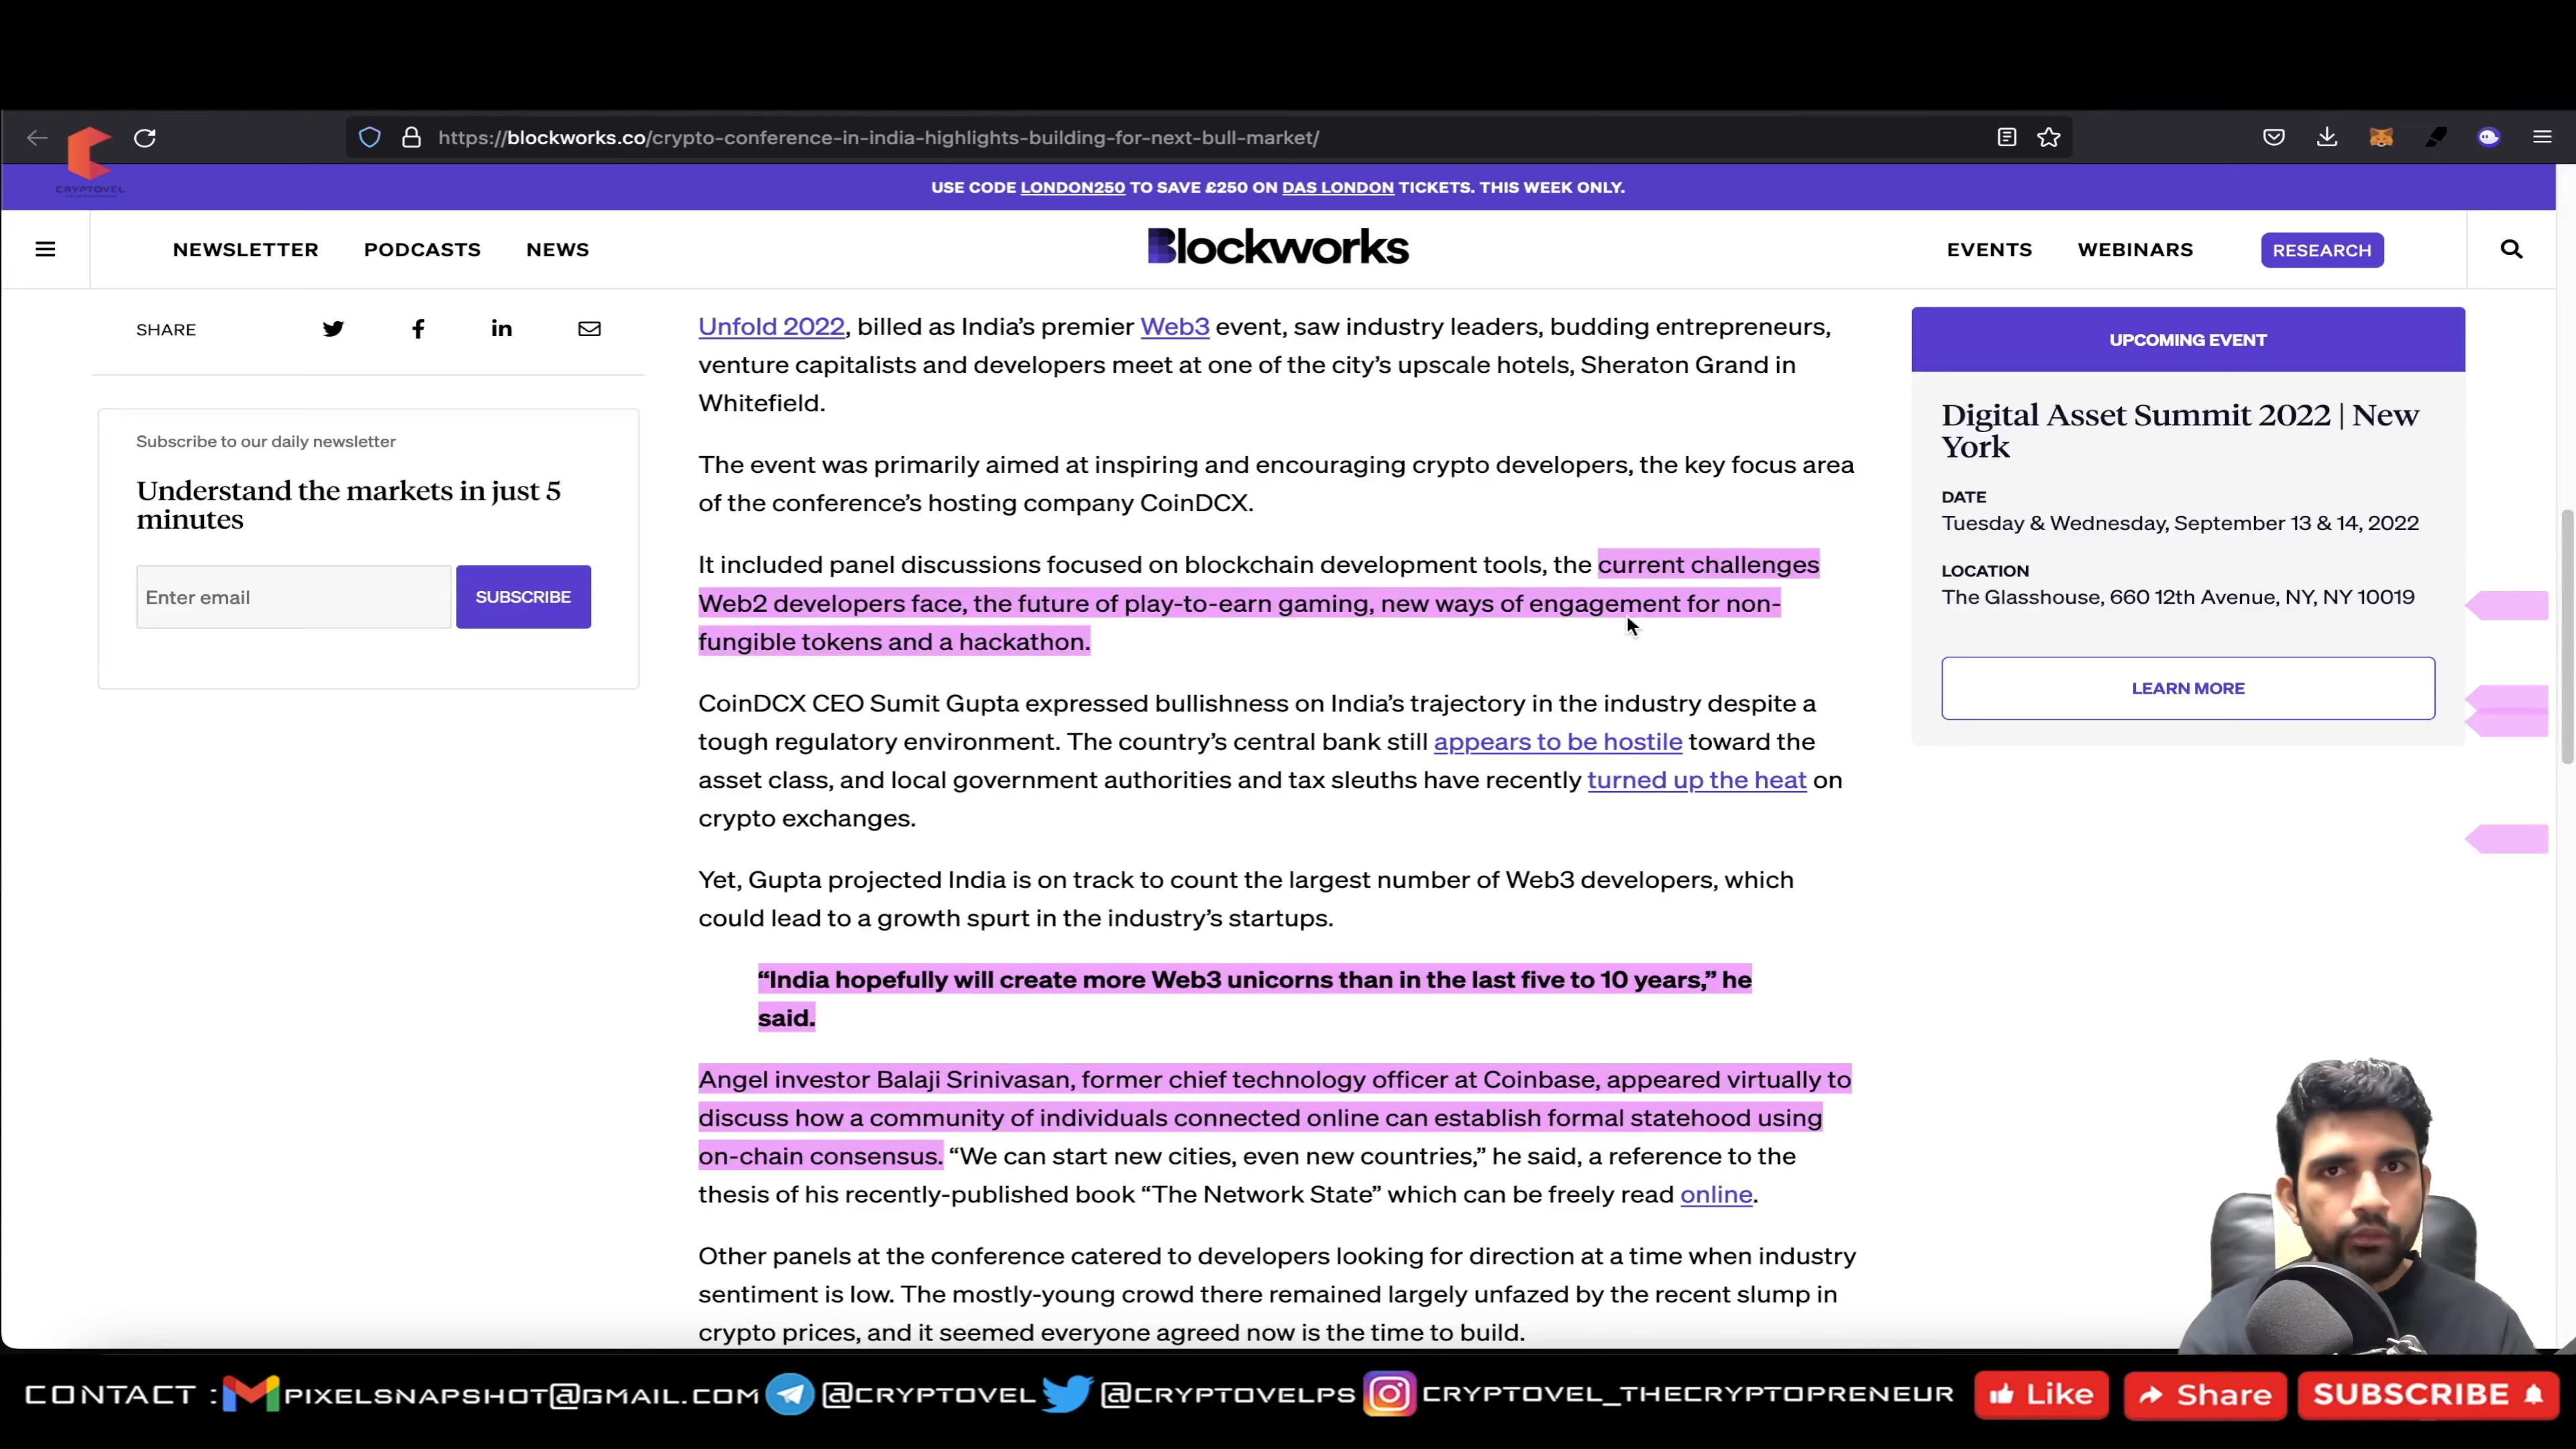 https://blockworks.co/crypto-conference-in-india-highlights-building-for-next-bull-market/
CRYPTOVEL
USE CODE LONDON250 TO SAVE £250 ON DAS LONDON TICKETS. THIS WEEK ONLY.
NEWSLETTER PODCASTS NEWS Blockworks EVENTS WEBINARS RESEARCH
SHARE
Subscribe to our daily newsletter
Understand the markets in just 5
minutes
Enter email SUBSCRIBE
Unfold 2022, billed as India’s premier Web3 event, saw industry leaders, budding entrepreneurs,
venture capitalists and developers meet at one of the city’s upscale hotels, Sheraton Grand in
Whitefield.
The event was primarily aimed at inspiring and encouraging crypto developers, the key focus area
of the conference’s hosting company CoinDCX.
It included panel discussions focused on blockchain development tools, the current challenges
Web2 developers face, the future of play-to-earn gaming, new ways of engagement for non-
fungible tokens and a hackathon.
CoinDCX CEO Sumit Gupta expressed bullishness on India’s trajectory in the industry despite a
tough regulatory environment. The country’s central bank still appears to be hostile toward the
asset class, and local government authorities and tax sleuths have recently turned up the heat on
crypto exchanges.
Yet, Gupta projected India is on track to count the largest number of Web3 developers, which
could lead to a growth spurt in the industry’s startups.
“India hopefully will create more Web3 unicorns than in the last five to 10 years,” he
said.
Angel investor Balaji Srinivasan, former chief technology officer at Coinbase, appeared virtually to
discuss how a community of individuals connected online can establish formal statehood using
on-chain consensus. “We can start new cities, even new countries,” he said, a reference to the
thesis of his recently-published book “The Network State” which can be freely read online.
Other panels at the conference catered to developers looking for direction at a time when industry
sentiment is low. The mostly-young crowd there remained largely unfazed by the recent slump in
crypto prices, and it seemed everyone agreed now is the time to build.
UPCOMING EVENT
Digital Asset Summit 2022 | New
York
DATE
Tuesday & Wednesday, September 13 & 14, 2022
LOCATION
The Glasshouse, 660 12th Avenue, NY, NY 10019
LEARN MORE
CONTACT : PIXELSNAPSHOT@GMAIL.COM @CRYPTOVEL @CRYPTOVELPS CRYPTOVEL_THECRYPTOPRENEUR Like Share SUBSCRIBE